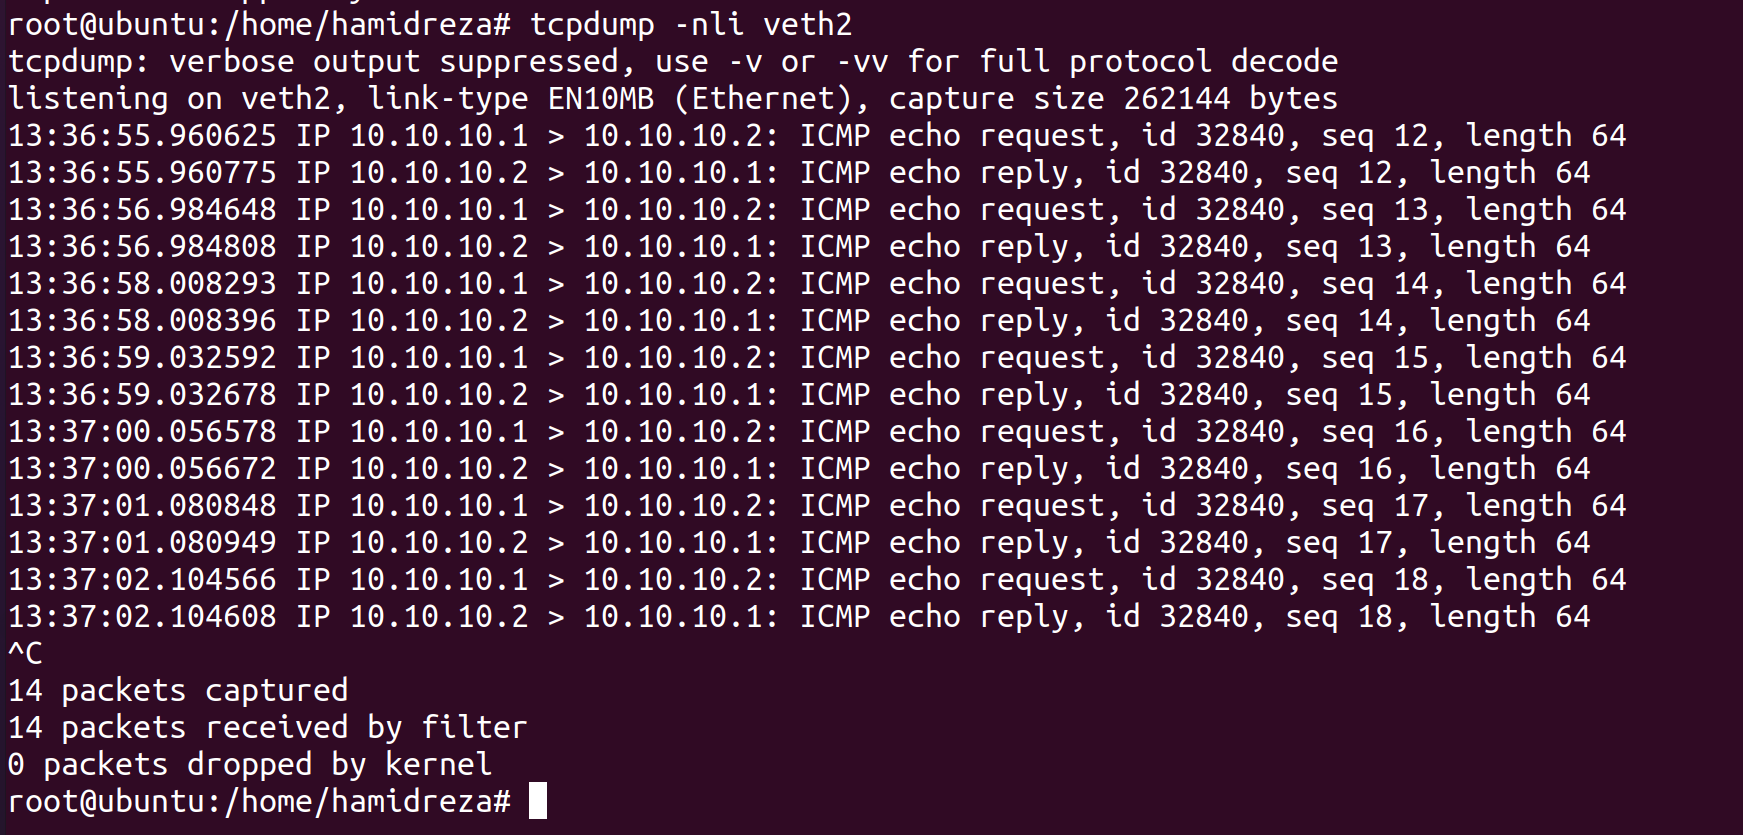 root@ubuntu:/home/hamidreza# tcpdump -nli veth2
tcpdump: verbose output suppressed, use -v or -vv for full protocol decode
listening on veth2, link-type EN10MB (Ethernet), capture size 262144 bytes
13:36:55.960625 IP 10.10.10.1 > 10.10.10.2: ICMP echo request, id 32840, seq 12, length 64
13:36:55.960775 IP 10.10.10.2 > 10.10.10.1: ICMP echo reply, id 32840, seq 12, length 64
13:36:56.984648 IP 10.10.10.1 > 10.10.10.2: ICMP echo request, id 32840, seq 13, length 64
13:36:56.984808 IP 10.10.10.2 > 10.10.10.1: ICMP echo reply, id 32840, seq 13, length 64
13:36:58.008293 IP 10.10.10.1 > 10.10.10.2: ICMP echo request, id 32840, seq 14, length 64
13:36:58.008396 IP 10.10.10.2 > 10.10.10.1: ICMP echo reply, id 32840, seq 14, length 64
13:36:59.032592 IP 10.10.10.1 > 10.10.10.2: ICMP echo request, id 32840, seq 15, length 64
13:36:59.032678 IP 10.10.10.2 > 10.10.10.1: ICMP echo reply, id 32840, seq 15, length 64
13:37:00.056578 IP 10.10.10.1 > 10.10.10.2: ICMP echo request, id 32840, seq 16, length 64
13:37:00.056672 IP 10.10.10.2 > 10.10.10.1: ICMP echo reply, id 32840, seq 16, length 64
13:37:01.080848 IP 10.10.10.1 > 10.10.10.2: ICMP echo request, id 32840, seq 17, length 64
13:37:01.080949 IP 10.10.10.2 > 10.10.10.1: ICMP echo reply, id 32840, seq 17, length 64
13:37:02.104566 IP 10.10.10.1 > 10.10.10.2: ICMP echo request, id 32840, seq 18, length 64
13:37:02.104608 IP 10.10.10.2 > 10.10.10.1: ICMP echo reply, id 32840, seq 18, length 64
^C
14 packets captured
14 packets received by filter
0 packets dropped by kernel
root@ubuntu:/home/hamidreza#